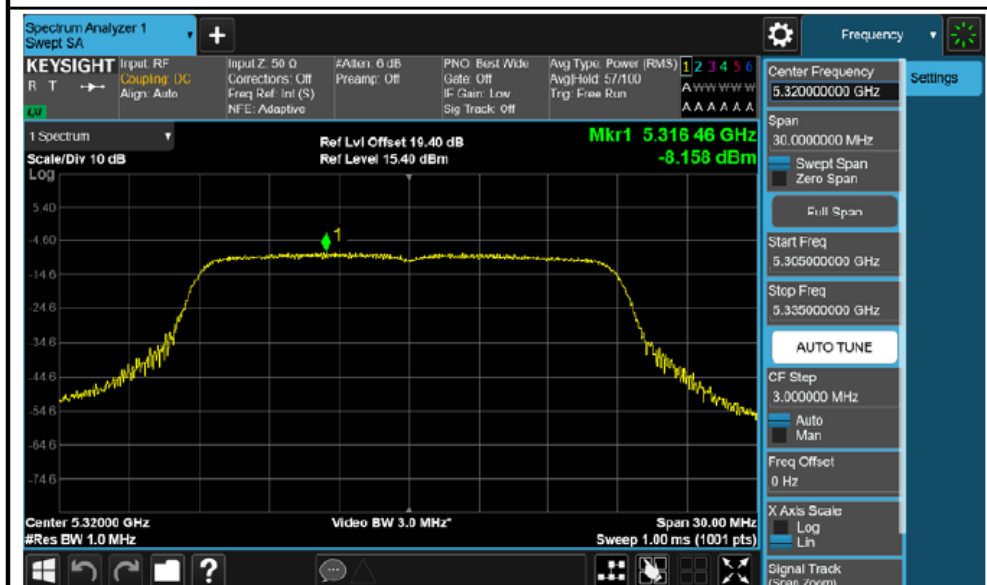 Spectrum Analyzer 1
Swept SA
+
Frequency
KEYSIGHT
R T
Input: RF
Coupling: DC
Align: Auto
Input Z: 50 Ω
Corrections: Off
Freq Ref: Int (S)
NFE: Adaptive
#Atten: 6 dB
Preamp: Off
PNO: Best Wide
Gate: Off
IF Gain: Low
Sig Track: Off
Avg Type: Power (RMS)
Avg|Hold: 57/100
Trig: Free Run
1 2 3 4 5 6
A W W W W W
A A A A A A
Center Frequency
5.320000000 GHz
Settings
Span
30.0000000 MHz
Swept Span
Zero Span
Full Span
Start Freq
5.305000000 GHz
Stop Freq
5.335000000 GHz
AUTO TUNE
CF Step
3.000000 MHz
Auto
Man
Freq Offset
0 Hz
X Axis Scale
Log
Lin
Signal Track
(Span Zoom)
1 Spectrum
Scale/Div 10 dB
Log
Ref Lvl Offset 19.40 dB
Ref Level 15.40 dBm
Mkr1 5.316 46 GHz
-8.158 dBm
1
5.40
-4.60
-14.6
-24.6
-34.6
-44.6
-54.6
-64.6
-74.6
Center 5.32000 GHz
#Res BW 1.0 MHz
Video BW 3.0 MHz*
Span 30.00 MHz
Sweep 1.00 ms (1001 pts)
?